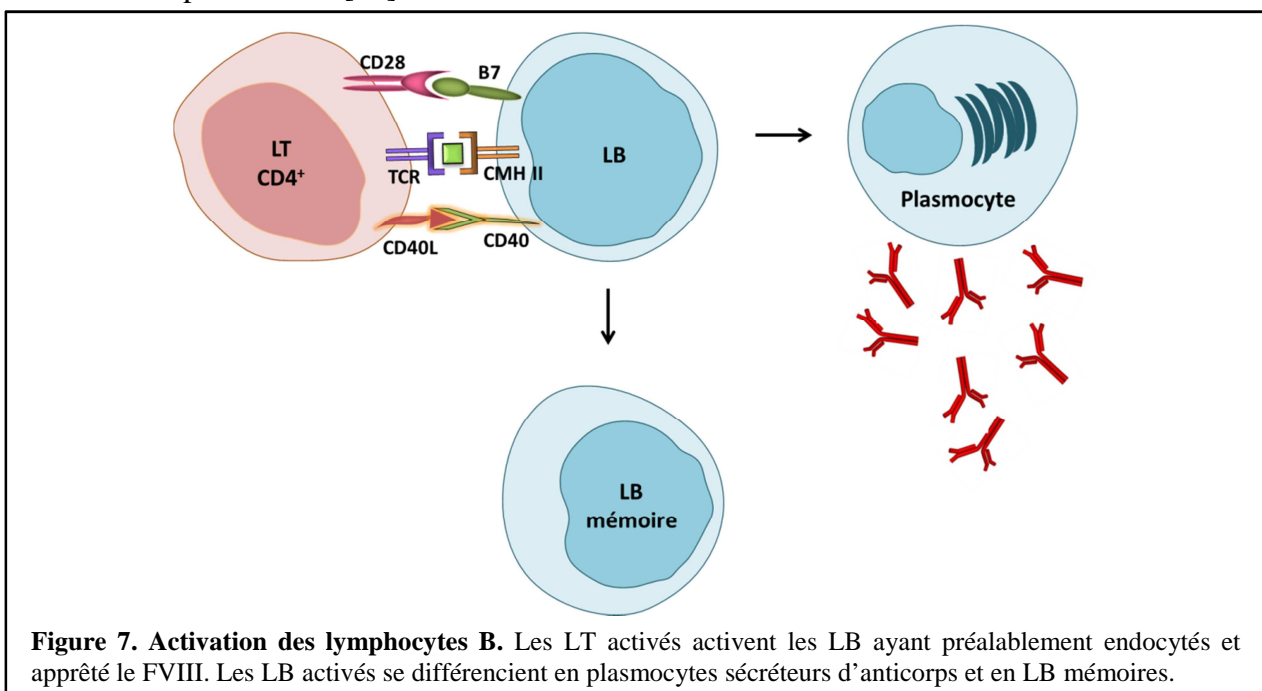 CD28
B7
LT
CD4⁺
LB
TCR
CMH II
CD40L
CD40
Plasmocyte
LB
mémoire
Figure 7. Activation des lymphocytes B. Les LT activés activent les LB ayant préalablement endocytés et
apprêté le FVIII. Les LB activés se différencient en plasmocytes sécréteurs d’anticorps et en LB mémoires.